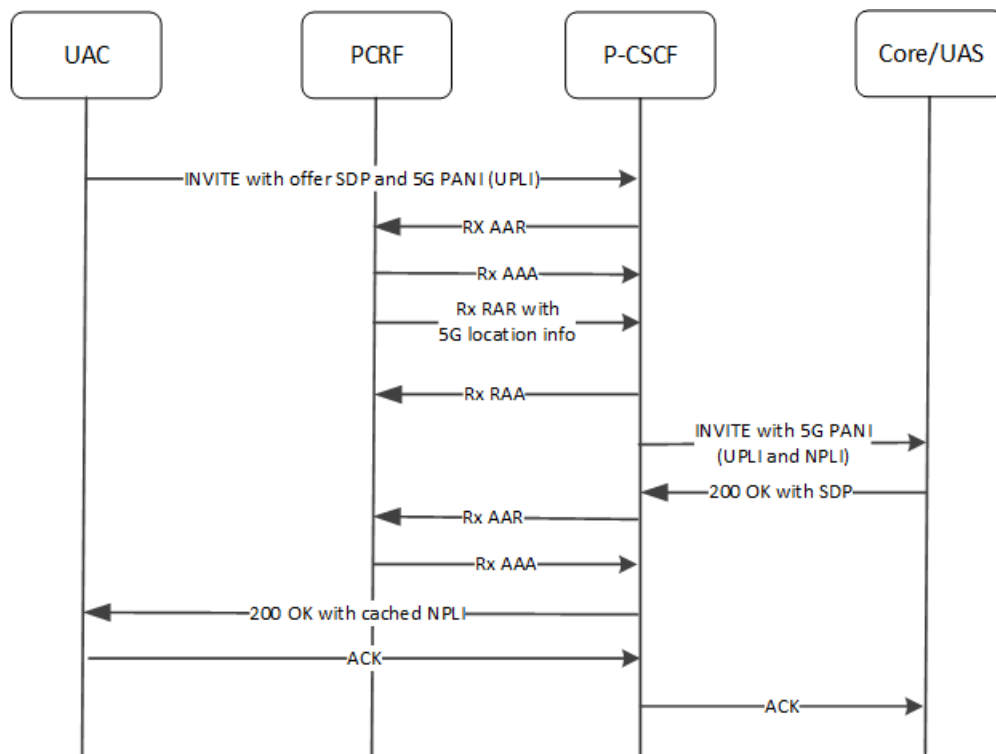 UAC
PCRF
P-CSCF
Core/UAS
INVITE with offer SDP and 5G PANI (UPLI)
RX AAR
Rx AAA
Rx RAR with
5G location info
Rx RAA
INVITE with 5G PANI
(UPLI and NPLI)
200 OK with SDP
Rx AAR
Rx AAA
200 OK with cached NPLI
ACK
ACK